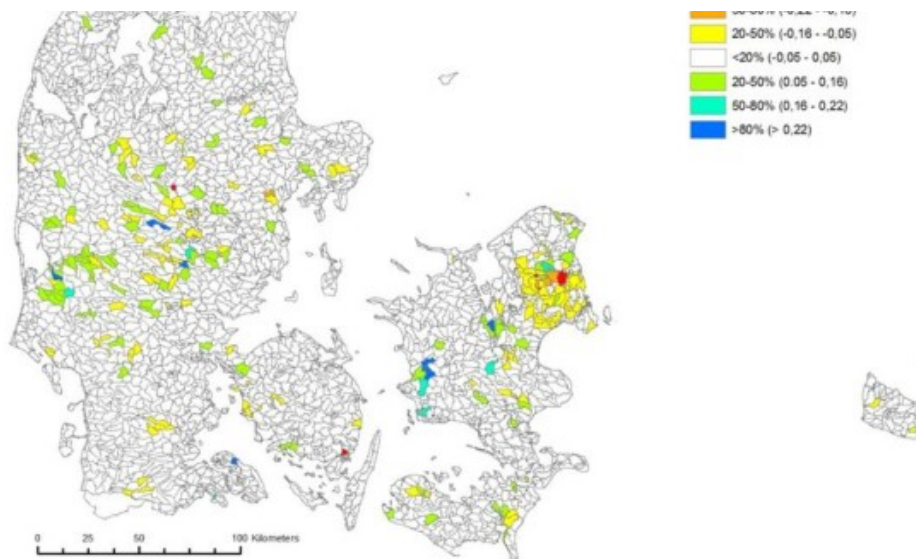 20-50% (-0,16 - -0,05)
<20% (-0,05 - 0,05)
20-50% (0.05 - 0,16)
50-80% (0,16 - 0,22)
>80% (> 0,22)
0 25 50 100 Kilometers